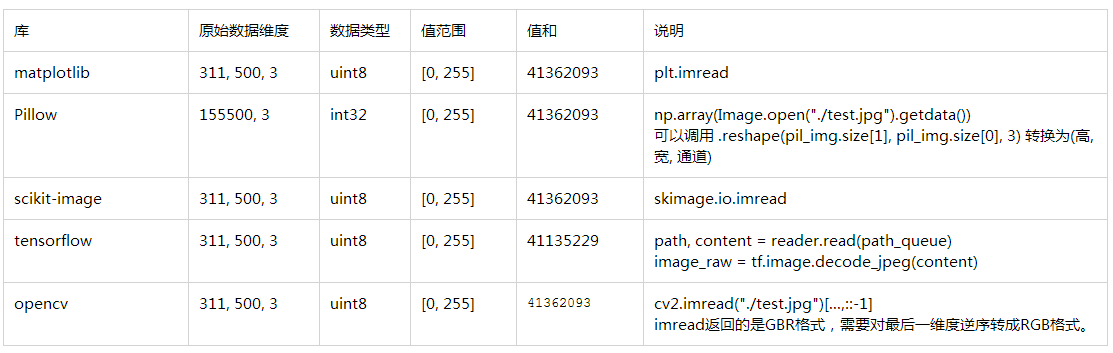 库 原始数据维度 数据类型 值范围 值和 说明
matplotlib 311, 500, 3 uint8 [0, 255] 41362093 plt.imread
Pillow 155500, 3 int32 [0, 255] 41362093 np.array(Image.open("./test.jpg").getdata())
可以调用 .reshape(pil_img.size[1], pil_img.size[0], 3) 转换为(高,
宽, 通道)
scikit-image 311, 500, 3 uint8 [0, 255] 41362093 skimage.io.imread
tensorflow 311, 500, 3 uint8 [0, 255] 41135229 path, content = reader.read(path_queue)
image_raw = tf.image.decode_jpeg(content)
opencv 311, 500, 3 uint8 [0, 255] 41362093 cv2.imread("./test.jpg")[...,::-1]
imread返回的是GBR格式，需要对最后一维度逆序转成RGB格式。